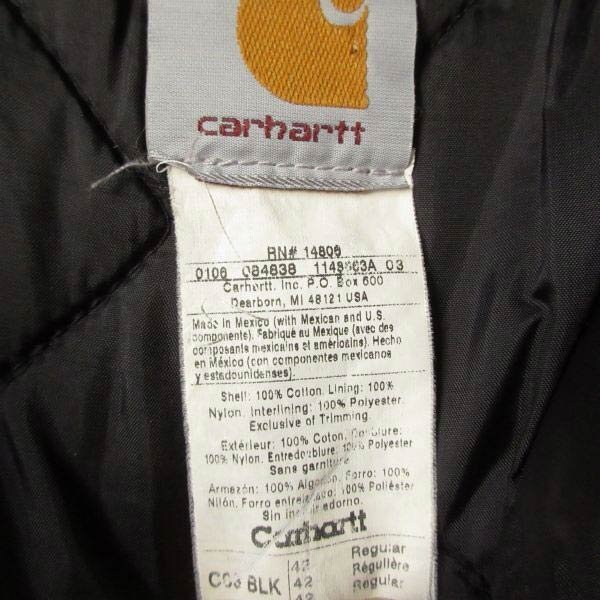 carhartt
RN# 14806
0106 084838 03
Carhartt, Inc. P.O. Box 600
Dearborn, MI 48121 USA
Made in Mexico (with Mexican and U.S.
components). Fabriqué au Mexique (avec des
composants mexicains et américains). Hecho
en México (con componentes mexicanos
y estadounidenses).
Shell: 100% Cotton. Lining: 100%
Nylon. Interlining: 100% Polyester.
Exclusive of Trimming.
Extérieur: 100% Coton. Doublure:
100% Nylon. Entredoublure: 100% Polyester
Sans garniture
Armazón: 100% Algodón. Forro: 100%
Nilón. Forro 100% Poliéster
Sin adorno.
Carhartt
42 Regular
42 Régulière
BLK 42 Regular
42